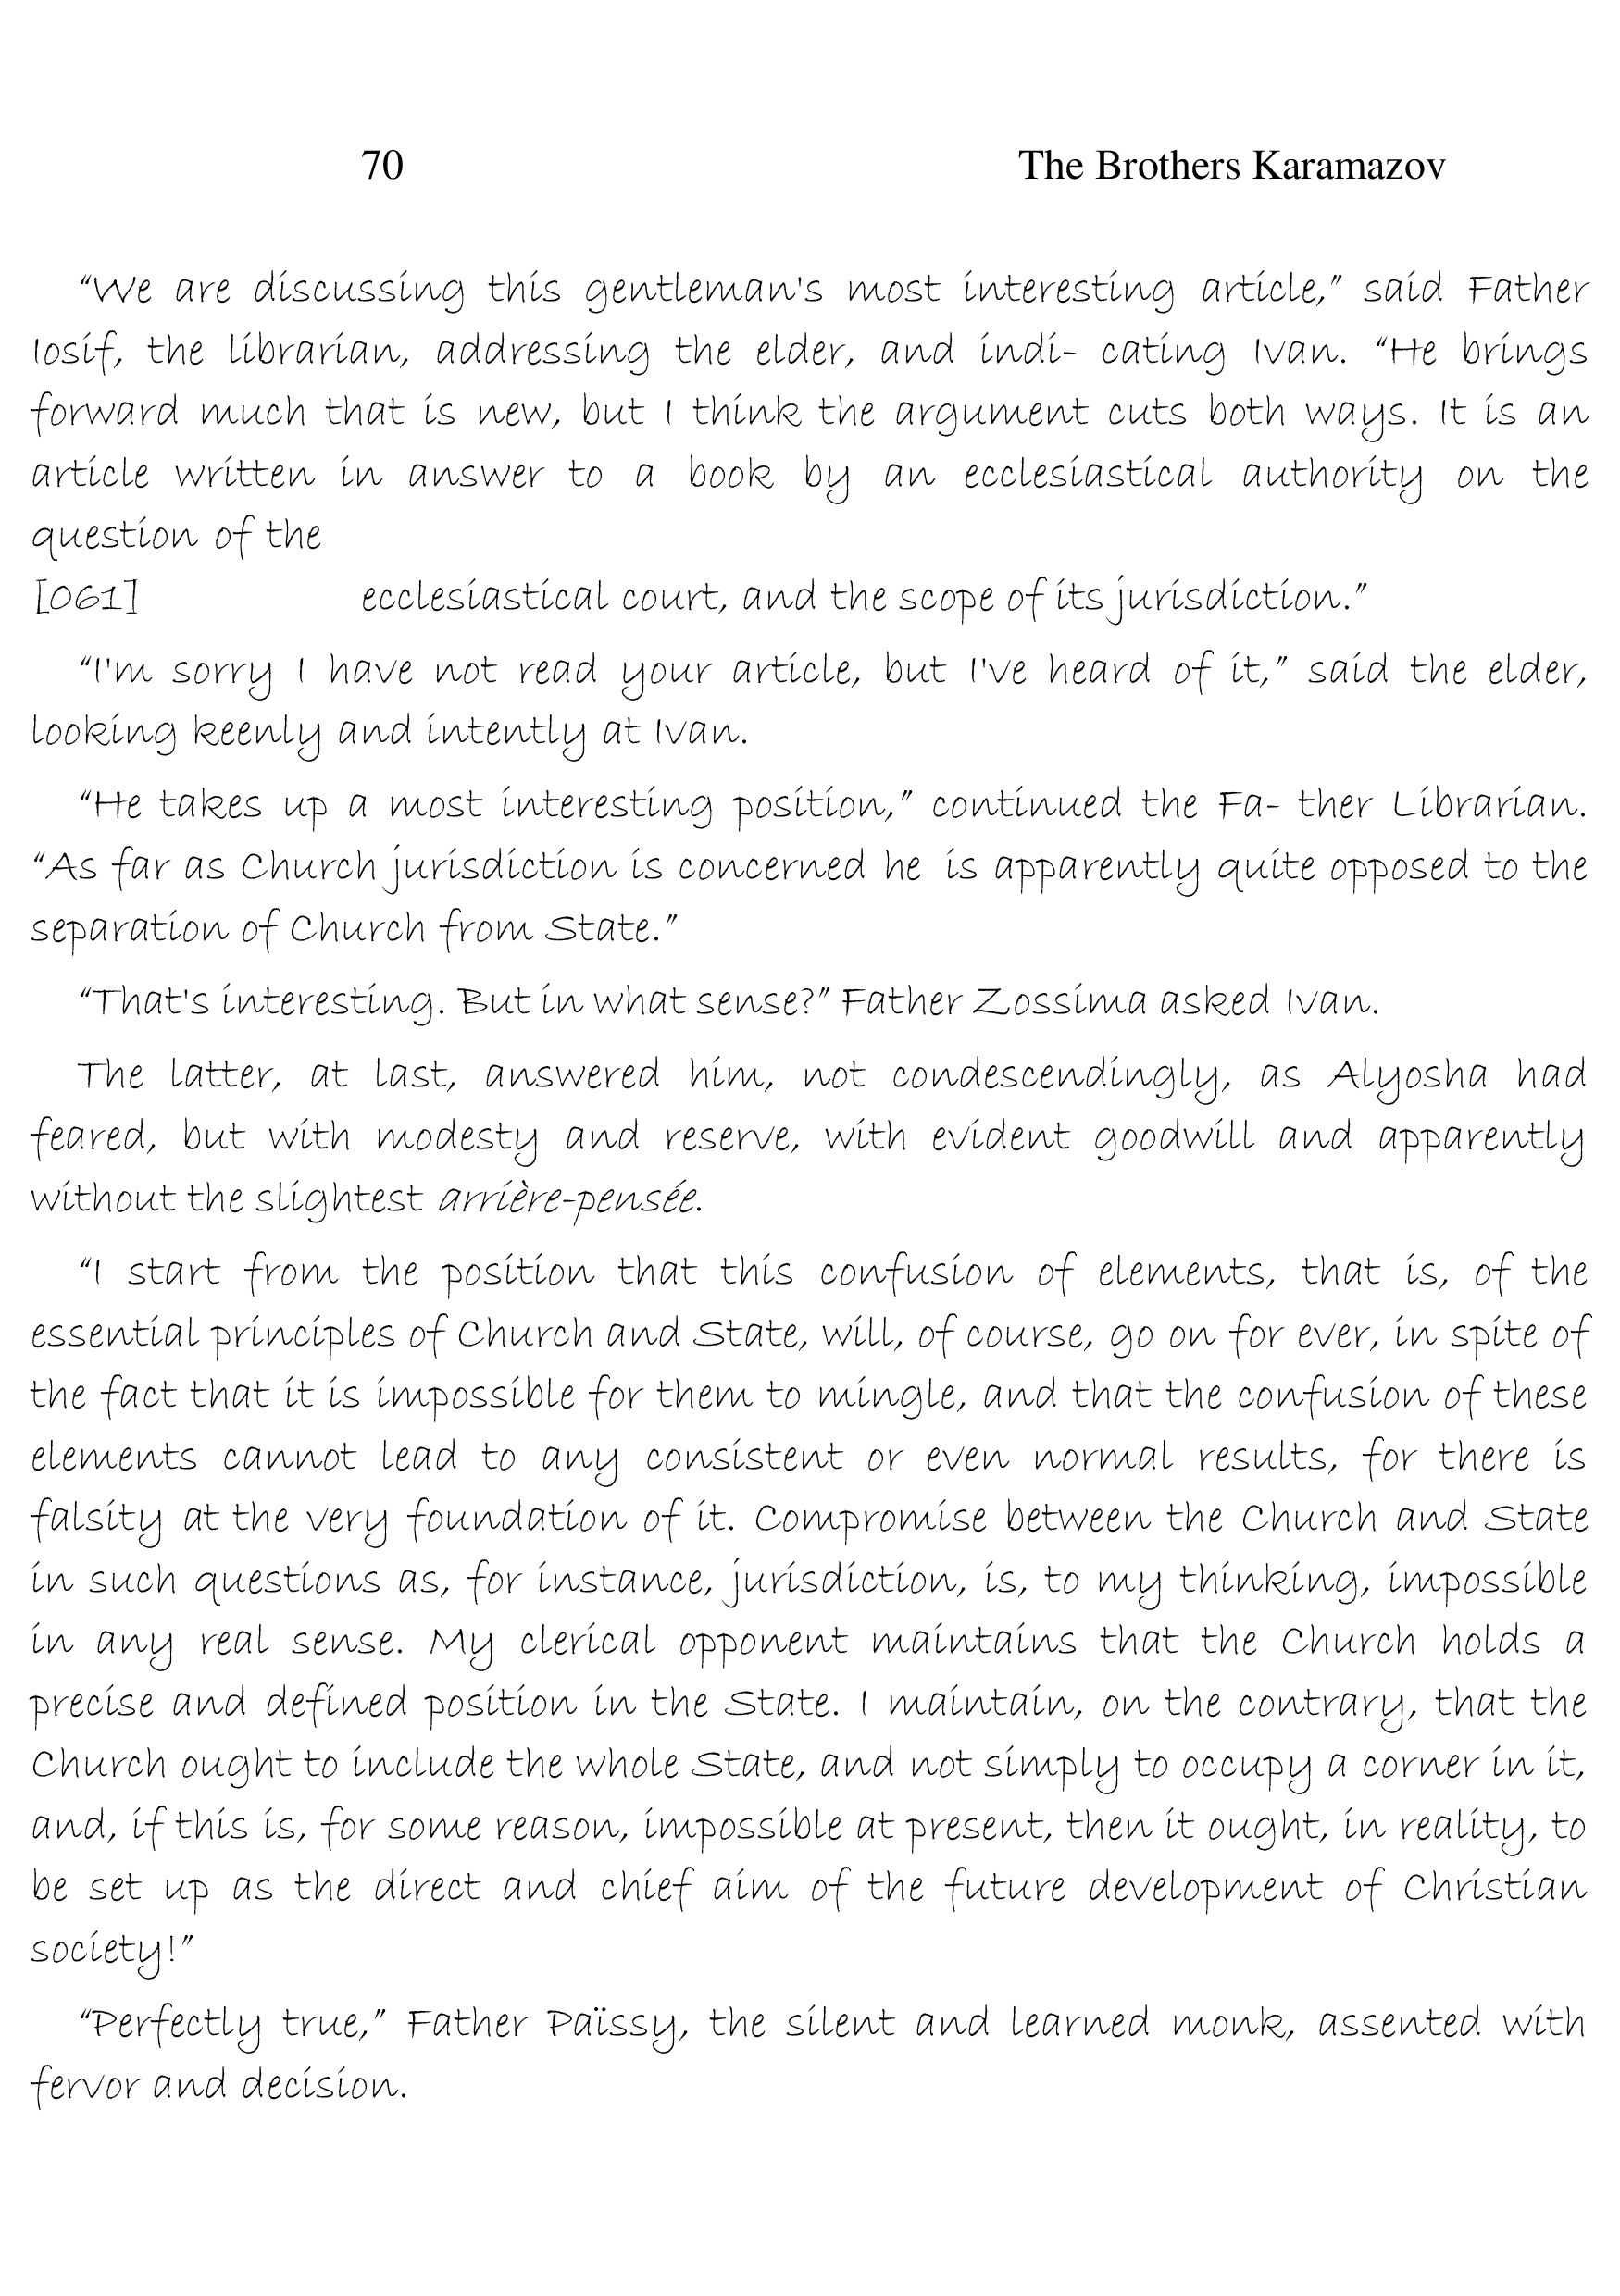 70 The Brothers Karamazov
“We are discussing this gentleman's most interesting article,” said Father
Iosif, the librarian, addressing the elder, and indi- cating Ivan. “He brings
forward much that is new, but I think the argument cuts both ways. It is an
article written in answer to a book by an ecclesiastical authority on the
question of the
[061] ecclesiastical court, and the scope of its jurisdiction.”
“I'm sorry I have not read your article, but I've heard of it,” said the elder,
looking keenly and intently at Ivan.
“He takes up a most interesting position,” continued the Fa- ther Librarian.
“As far as Church jurisdiction is concerned he is apparently quite opposed to the
separation of Church from State.”
“That's interesting. But in what sense?” Father Zossima asked Ivan.
The latter, at last, answered him, not condescendingly, as Alyosha had
feared, but with modesty and reserve, with evident goodwill and apparently
without the slightest arrière-pensée.
“I start from the position that this confusion of elements, that is, of the
essential principles of Church and State, will, of course, go on for ever, in spite of
the fact that it is impossible for them to mingle, and that the confusion of these
elements cannot lead to any consistent or even normal results, for there is
falsity at the very foundation of it. Compromise between the Church and State
in such questions as, for instance, jurisdiction, is, to my thinking, impossible
in any real sense. My clerical opponent maintains that the Church holds a
precise and defined position in the State. I maintain, on the contrary, that the
Church ought to include the whole State, and not simply to occupy a corner in it,
and, if this is, for some reason, impossible at present, then it ought, in reality, to
be set up as the direct and chief aim of the future development of Christian
society!”
“Perfectly true,” Father Païssy, the silent and learned monk, assented with
fervor and decision.